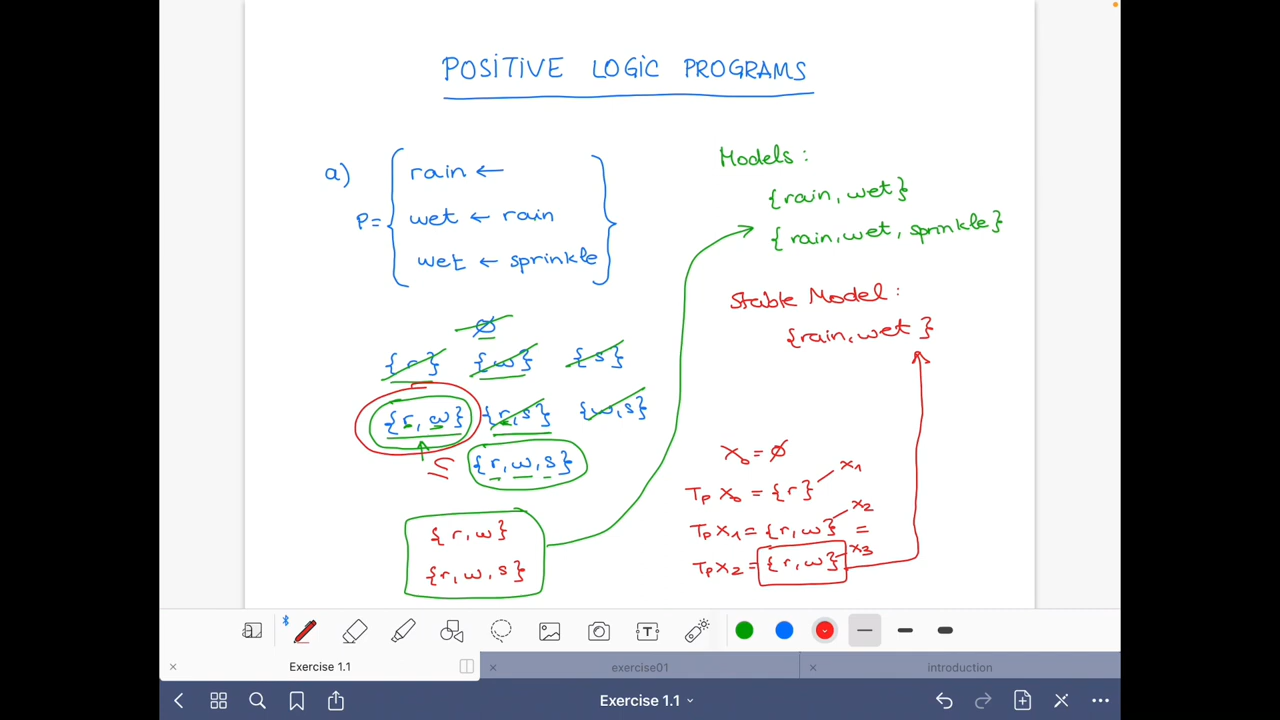 POSITIVE LOGIC PROGRAMS
a)
P=
rain ←
wet ← rain
wet ← sprinkle
∅
{r} {w} {s}
{r, w} {r,s} {w,s}
⊆ {r, w, s}
{r, w}
{r, w, s}
Models :
{rain, wet}
{rain, wet, sprinkle}
Stable Model :
{rain, wet }
X₀ = ∅
Tp X₀ = {r} X₁
Tp X₁ = {r, w} X₂ =
Tp X₂ = {r, w} X₃
T
Exercise 1.1
exercise01
introduction
Exercise 1.1